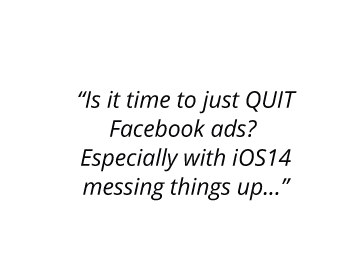 “Is it time to just QUIT
Facebook ads?
Especially with iOS14
messing things up...”